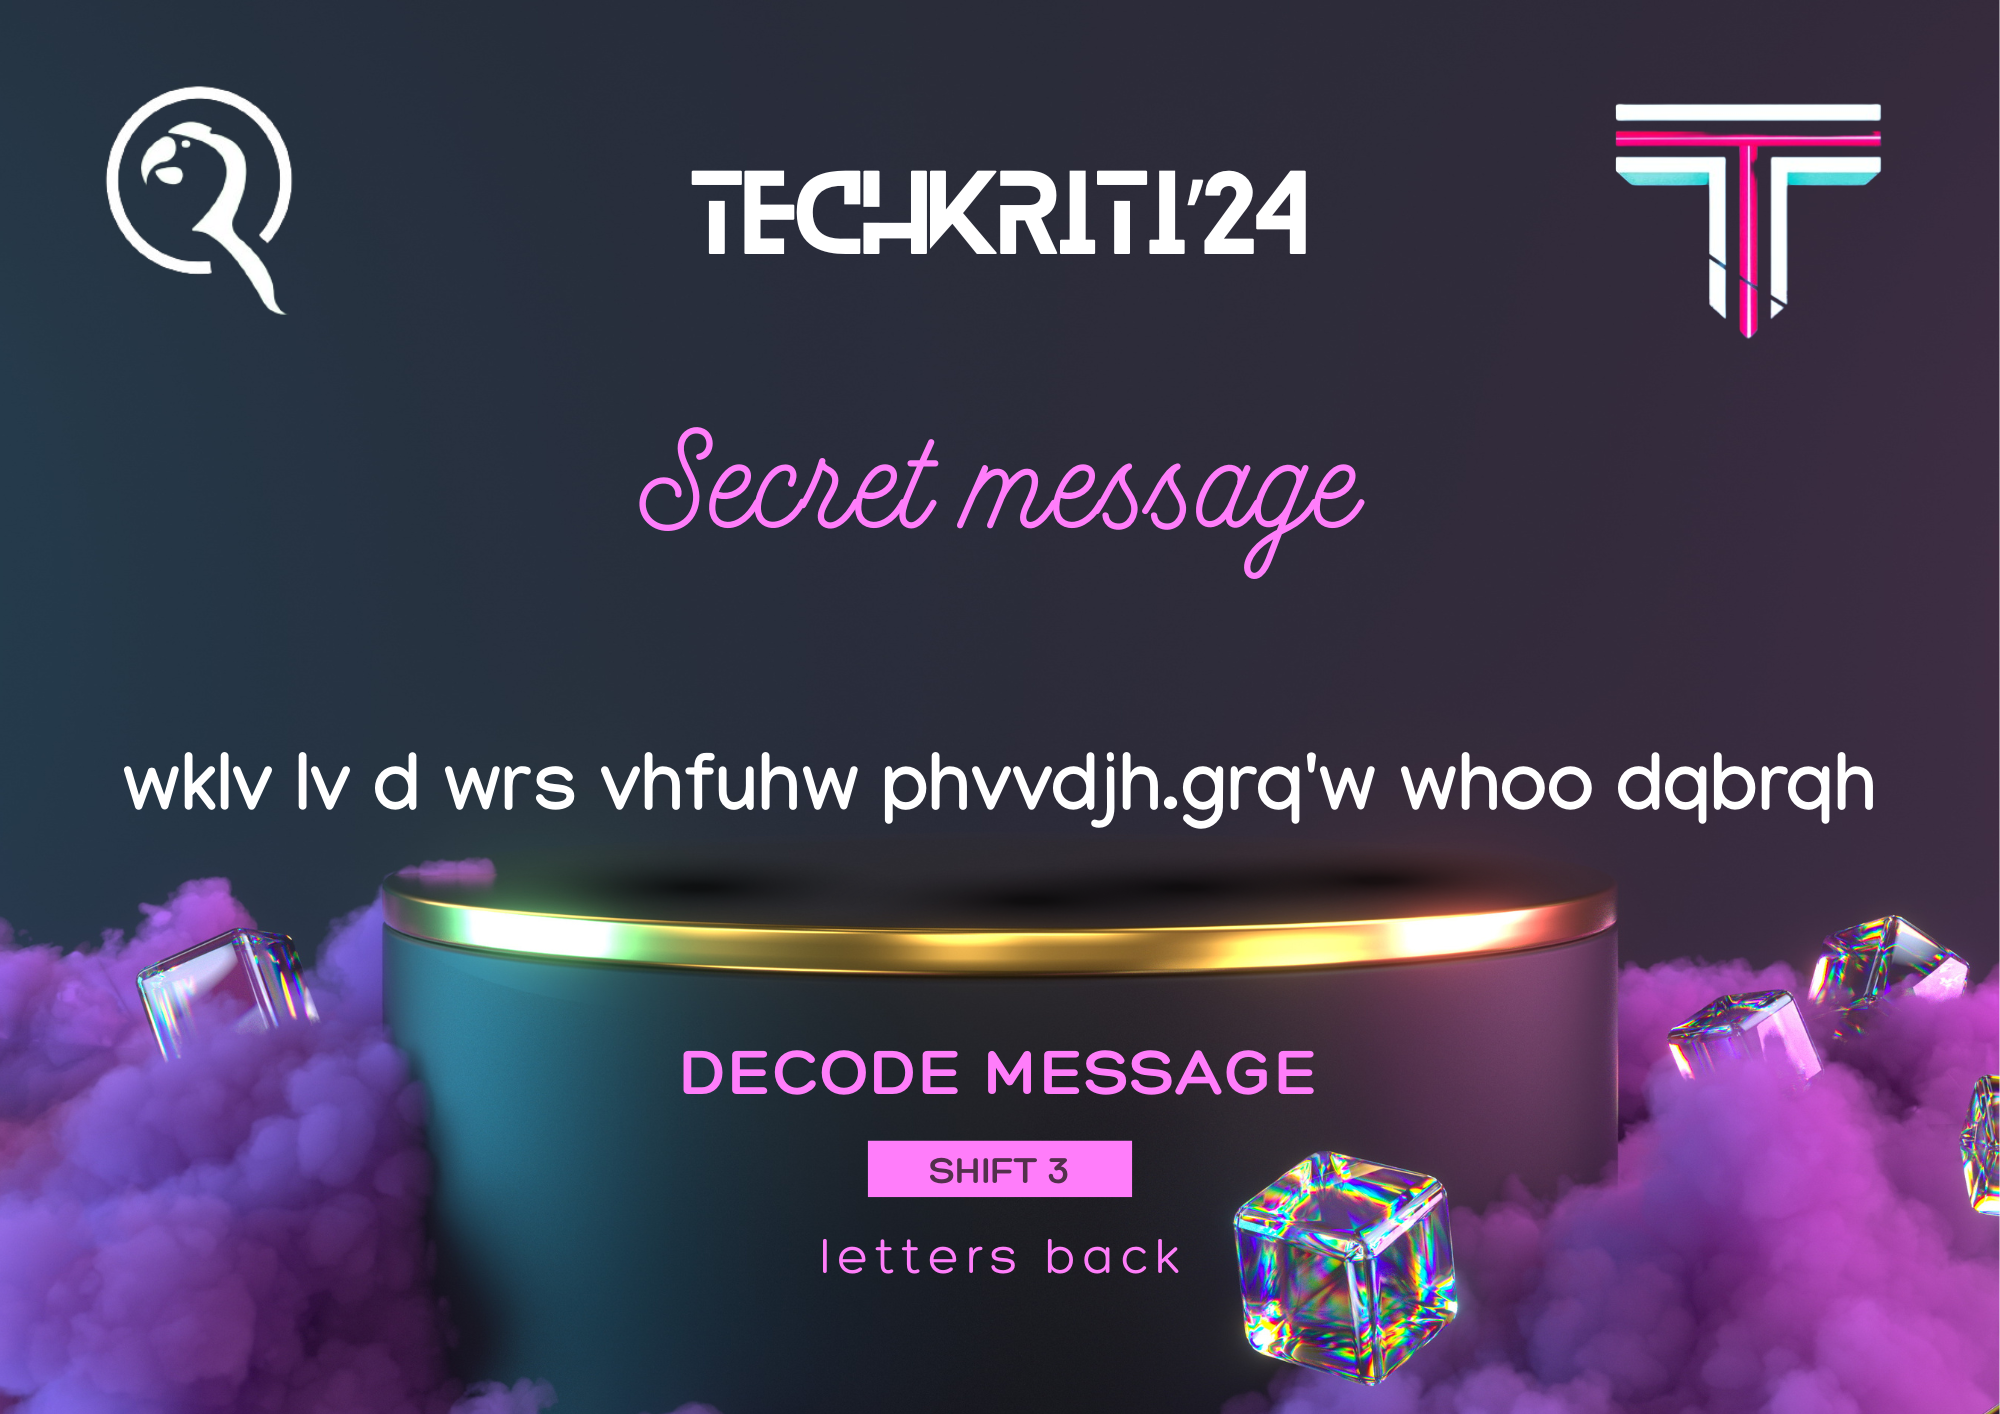 TECHKRITI'24
Secret message
wklv lv d wrs vhfuhw phvvdjh.grq'w whoo dqbrqh
DECODE MESSAGE
SHIFT 3
letters back